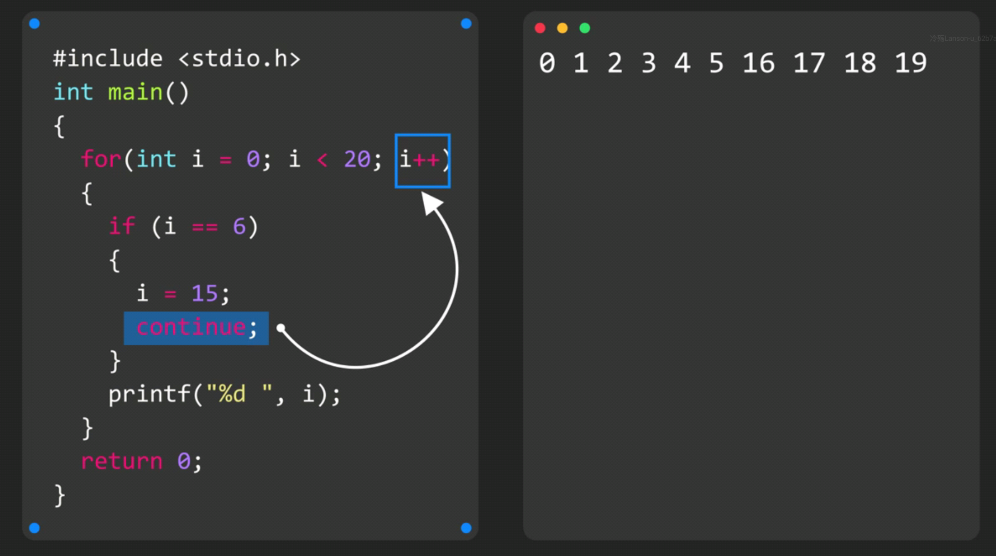 #include <stdio.h>
int main()
{
  for(int i = 0; i < 20; i++)
  {
    if (i == 6)
    {
      i = 15;
      continue;
    }
    printf("%d ", i);
  }
  return 0;
}
0 1 2 3 4 5 16 17 18 19